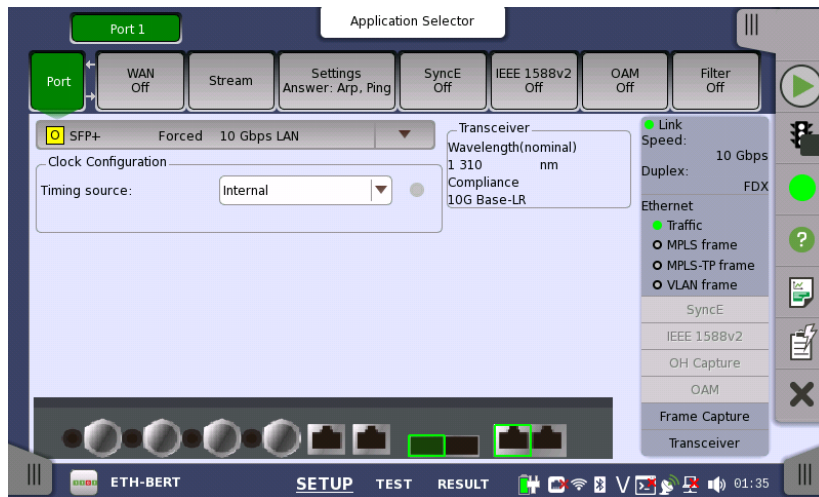 Port 1
Application Selector
Port
WAN
Off
Stream
Settings
Answer: Arp, Ping
SyncE
Off
IEEE 1588v2
Off
OAM
Off
Filter
Off
O SFP+ Forced 10 Gbps LAN
Clock Configuration
Timing source: Internal
Transceiver
Wavelength(nominal)
1 310 nm
Compliance
10G Base-LR
Link
Speed:
10 Gbps
Duplex:
FDX
Ethernet
Traffic
MPLS frame
MPLS-TP frame
VLAN frame
SyncE
IEEE 1588v2
OH Capture
OAM
Frame Capture
Transceiver
ETH-BERT SETUP TEST RESULT V 01:35